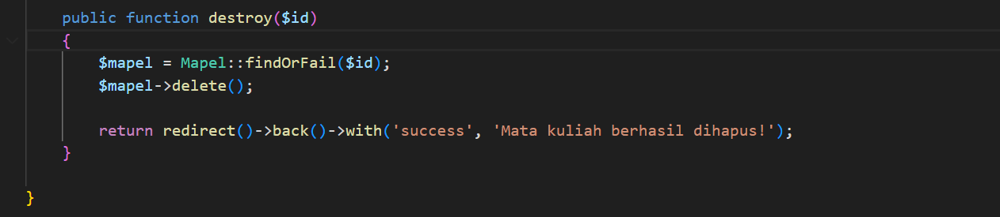 public function destroy($id)
{
$mapel = Mapel::findOrFail($id);
$mapel->delete();
return redirect()->back()->with('success', 'Mata kuliah berhasil dihapus!');
}
}